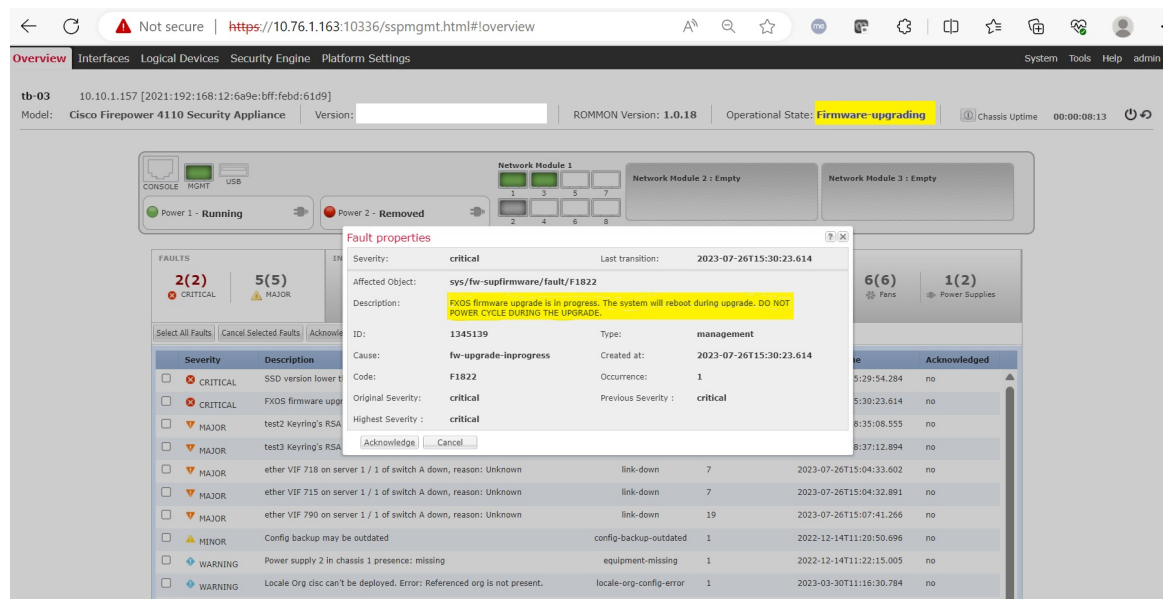 Not secure | https://10.76.1.163:10336/sspmgmt.html#!overview
Overview Interfaces Logical Devices Security Engine Platform Settings System Tools Help admin
tb-03 10.10.1.157 [2021:192:168:12:6a9e:bff:febd:61d9]
Model: Cisco Firepower 4110 Security Appliance Version: ROMMON Version: 1.0.18 Operational State: Firmware-upgrading Chassis Uptime 00:00:08:13
CONSOLE MGMT USB
Network Module 1
1 3 5 7
2 4 6 8
Network Module 2 : Empty
Network Module 3 : Empty
Power 1 - Running
Power 2 - Removed
FAULTS
2(2) CRITICAL
5(5) MAJOR
6(6) Fans
1(2) Power Supplies
Select All Faults Cancel Selected Faults
Fault properties
Severity: critical Last transition: 2023-07-26T15:30:23.614
Affected Object: sys/fw-supfirmware/fault/F1822
Description: FXOS firmware upgrade is in progress. The system will reboot during upgrade. DO NOT
POWER CYCLE DURING THE UPGRADE.
ID: 1345139 Type: management
Cause: fw-upgrade-inprogress Created at: 2023-07-26T15:30:23.614
Code: F1822 Occurrence: 1
Original Severity: critical Previous Severity : critical
Highest Severity : critical
Acknowledge Cancel
Severity Description Acknowledged
CRITICAL SSD version lower 5:29:54.284 no
CRITICAL FXOS firmware 5:30:23.614 no
MAJOR test2 Keyring's RSA 8:35:08.555 no
MAJOR test3 Keyring's RSA 8:37:12.894 no
MAJOR ether VIF 718 on server 1 / 1 of switch A down, reason: Unknown link-down 7 2023-07-26T15:04:33.602 no
MAJOR ether VIF 715 on server 1 / 1 of switch A down, reason: Unknown link-down 7 2023-07-26T15:04:32.891 no
MAJOR ether VIF 790 on server 1 / 1 of switch A down, reason: Unknown link-down 19 2023-07-26T15:07:41.266 no
MINOR Config backup may be outdated config-backup-outdated 1 2022-12-14T11:20:50.696 no
WARNING Power supply 2 in chassis 1 presence: missing equipment-missing 1 2022-12-14T11:22:15.005 no
WARNING Locale Org cisc can't be deployed. Error: Referenced org is not present. locale-org-config-error 1 2023-03-30T11:16:30.784 no